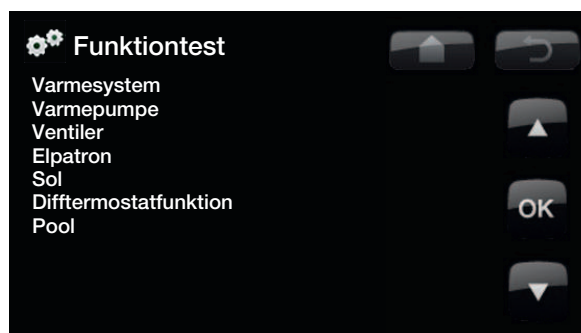 Funktiontest
Varmesystem
Varmepumpe
Ventiler
Elpatron
Sol
Difftermostatfunktion
OK
Pool